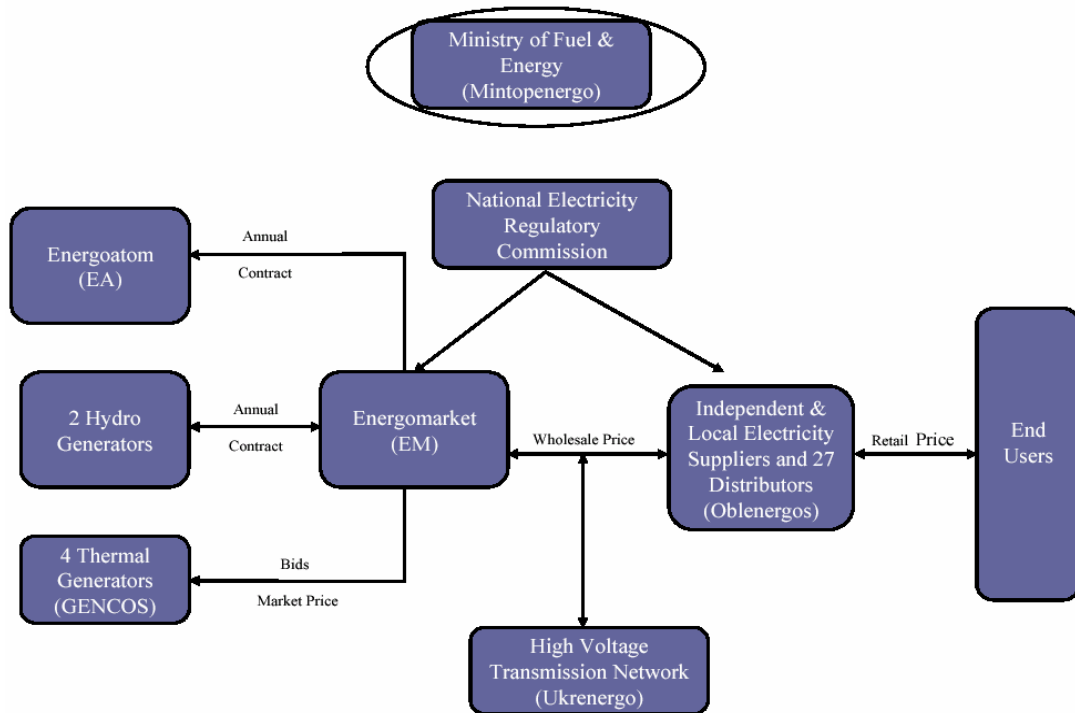 Ministry of Fuel &
Energy
(Mintopenergo)
National Electricity
Regulatory
Commission
Energoatom
(EA)
Annual
Contract
2 Hydro
Generators
Annual
Contract
Energomarket
(EM)
Wholesale Price
Independent &
Local Electricity
Suppliers and 27
Distributors
(Oblenergos)
Retail Price
End
Users
4 Thermal
Generators
(GENCOS)
Bids
Market Price
High Voltage
Transmission Network
(Ukrenergo)